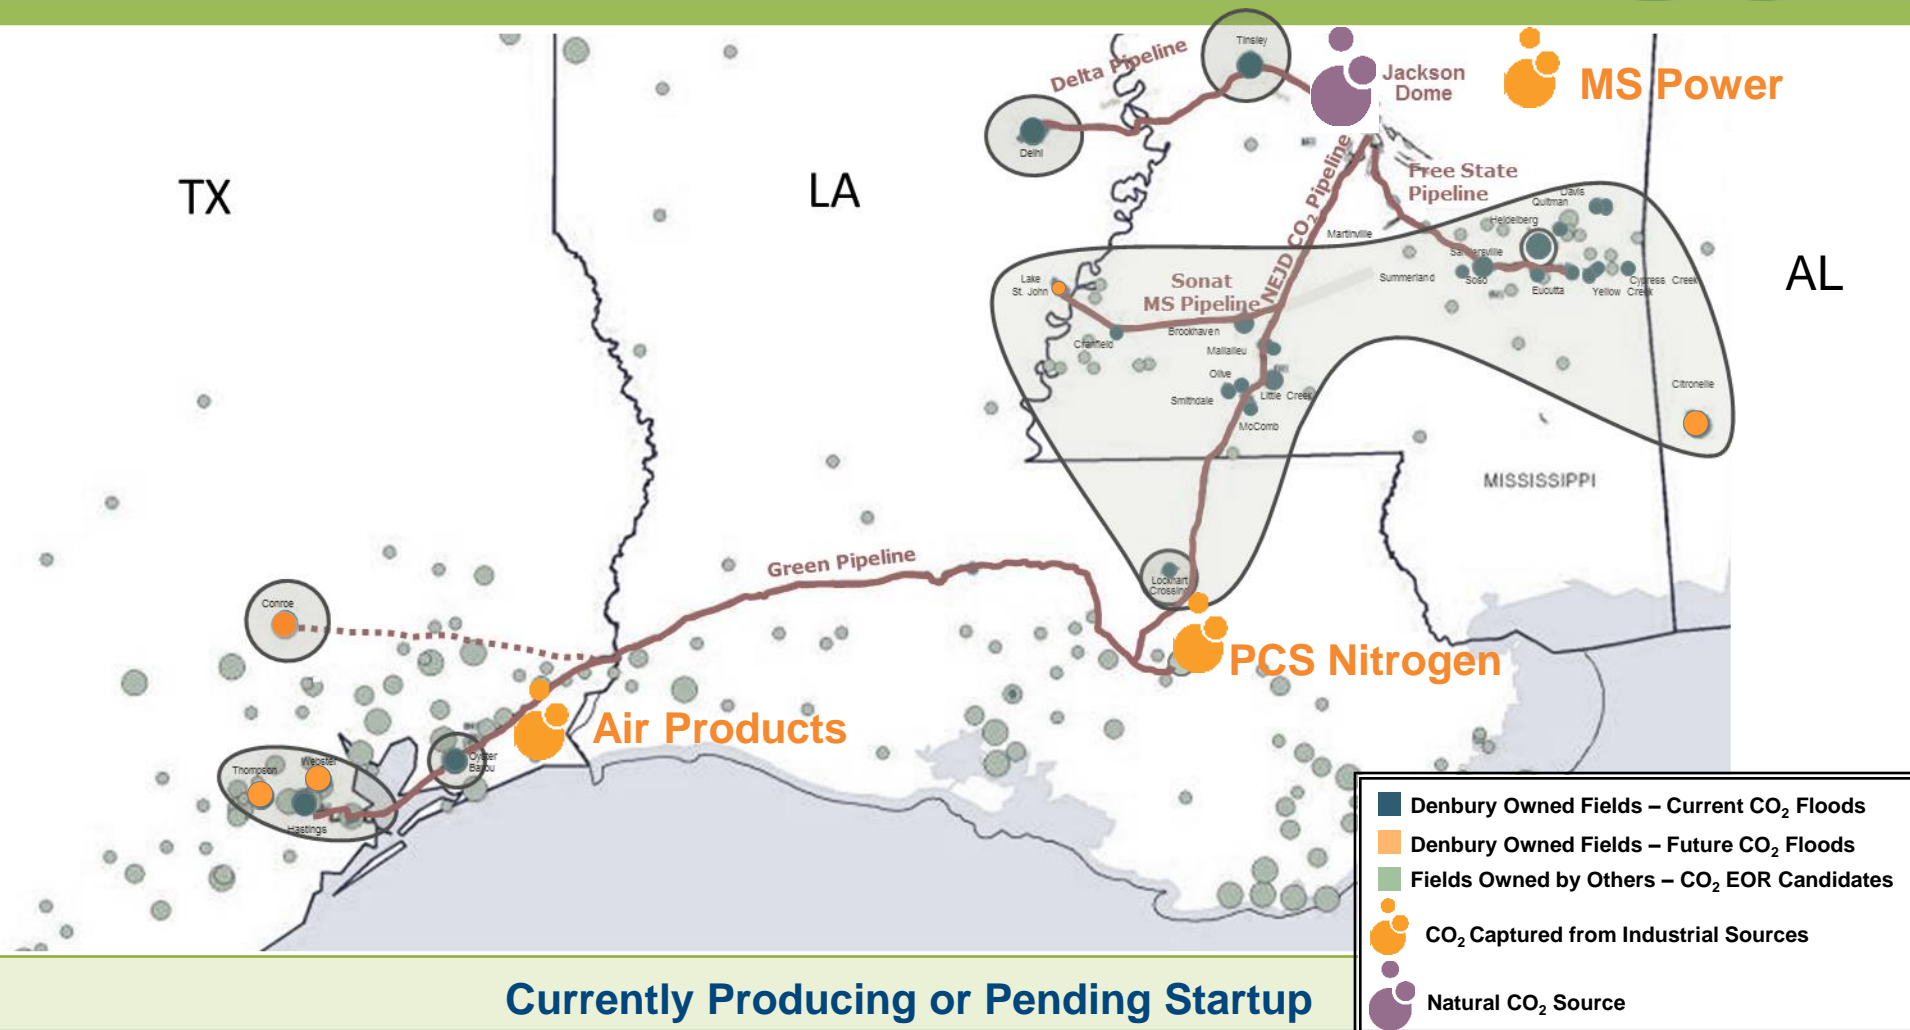 Tinsley
Delta Pipeline
Jackson
Dome
MS Power
Delhi
TX
LA
AL
NEJD CO₂ Pipeline
Free State
Pipeline
Davis
Quitman
Heidelberg
Martinville
Sandersville
Summerland
Soso
Eucutta
Cypress Creek
Yellow Creek
Lake
St. John
Sonat
MS Pipeline
Cranfield
Brookhaven
Mallalieu
Olive
Smithdale
Little Creek
McComb
Citronelle
MISSISSIPPI
Green Pipeline
Lockhart
Crossing
Conroe
PCS Nitrogen
Air Products
Oyster
Bayou
Thompson
Webster
Hastings
Denbury Owned Fields – Current CO₂ Floods
Denbury Owned Fields – Future CO₂ Floods
Fields Owned by Others – CO₂ EOR Candidates
CO₂ Captured from Industrial Sources
Natural CO₂ Source
Currently Producing or Pending Startup